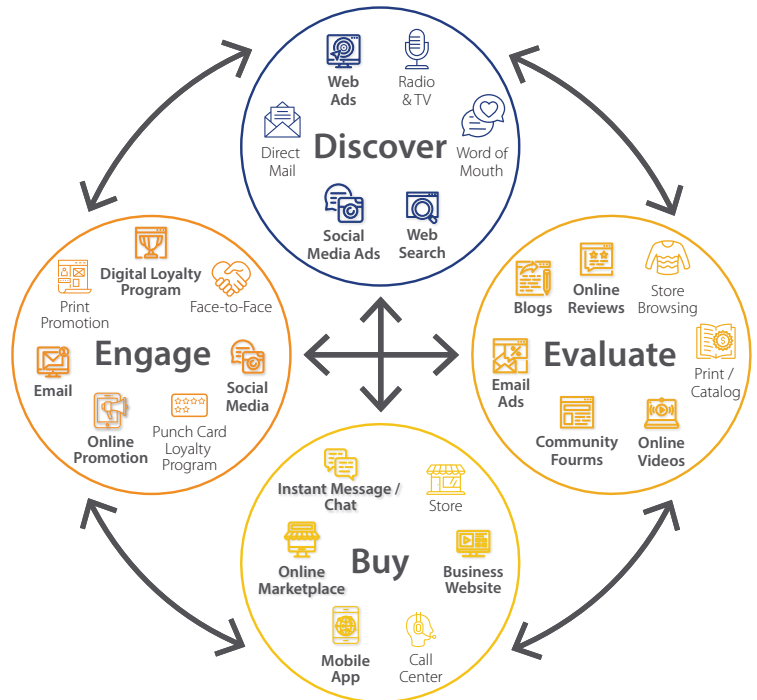 Web
Ads
Radio
& TV
Direct
Mail
Discover
Word of
Mouth
Social
Media Ads
Web
Search
Digital Loyalty
Program
Print
Promotion
Face-to-Face
Engage
Email
Social
Media
Online
Promotion
Punch Card
Loyalty
Program
Blogs
Online
Reviews
Store
Browsing
Evaluate
Email
Ads
Print /
Catalog
Community
Fourms
Online
Videos
Instant Message /
Chat
Store
Online
Marketplace
Buy
Business
Website
Mobile
App
Call
Center